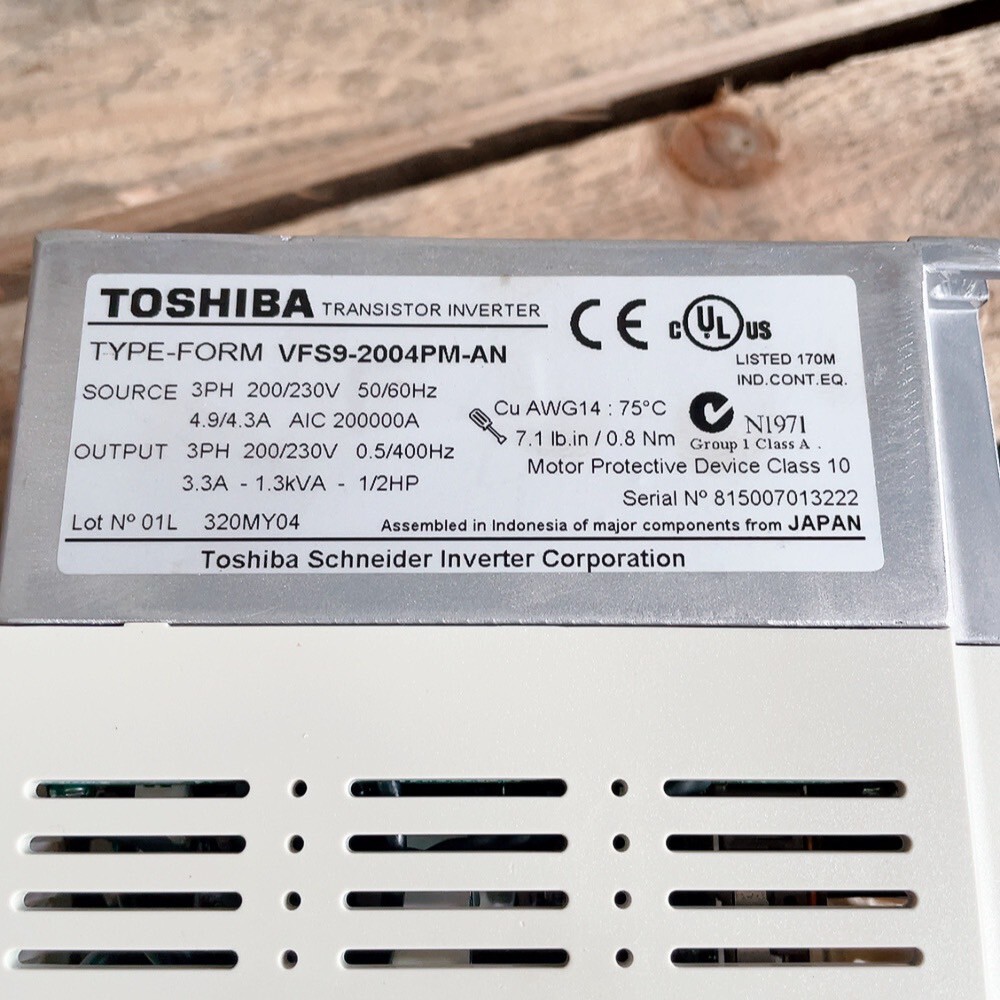 TOSHIBA TRANSISTOR INVERTER
CE
C UL US
LISTED 170M
IND.CONT.EQ.
TYPE-FORM VFS9-2004PM-AN
SOURCE 3PH 200/230V 50/60Hz
4.9/4.3A AIC 200000A
OUTPUT 3PH 200/230V 0.5/400Hz
3.3A - 1.3kVA - 1/2HP
Cu AWG14 : 75°C
7.1 lb.in / 0.8 Nm
N1971
Group 1 Class A .
Motor Protective Device Class 10
Serial Nº 815007013222
Lot Nº 01L 320MY04
Assembled in Indonesia of major components from JAPAN
Toshiba Schneider Inverter Corporation